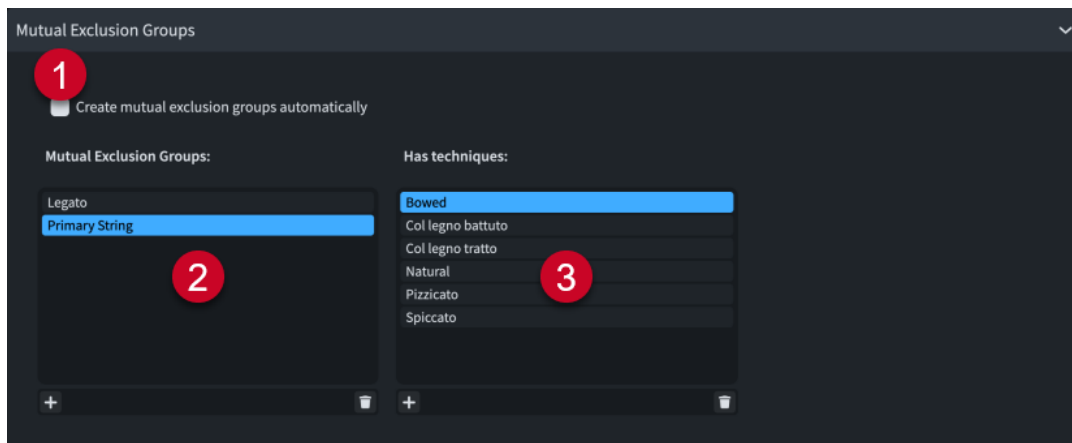 Mutual Exclusion Groups
1
Create mutual exclusion groups automatically
Mutual Exclusion Groups:
Has techniques:
Legato
Primary String
2
Bowed
Col legno battuto
Col legno tratto
Natural
Pizzicato
Spiccato
3